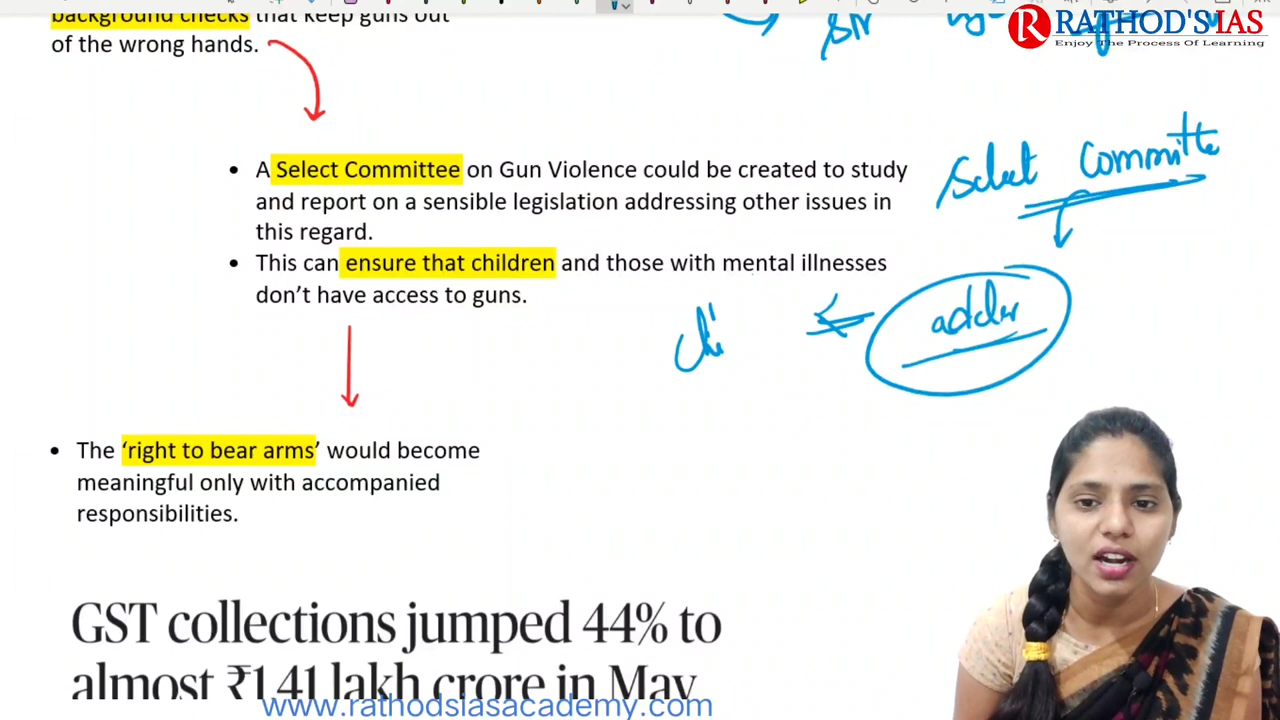 background checks that keep guns out
of the wrong hands.
RATHOD'S IAS
Enjoy The Process Of Learning
Select Committe
• A Select Committee on Gun Violence could be created to study
and report on a sensible legislation addressing other issues in
this regard.
• This can ensure that children and those with mental illnesses
don’t have access to guns.
• The ‘right to bear arms’ would become
meaningful only with accompanied
responsibilities.
GST collections jumped 44% to
almost ₹1.41 lakh crore in May
www.rathodsiasacademy.com